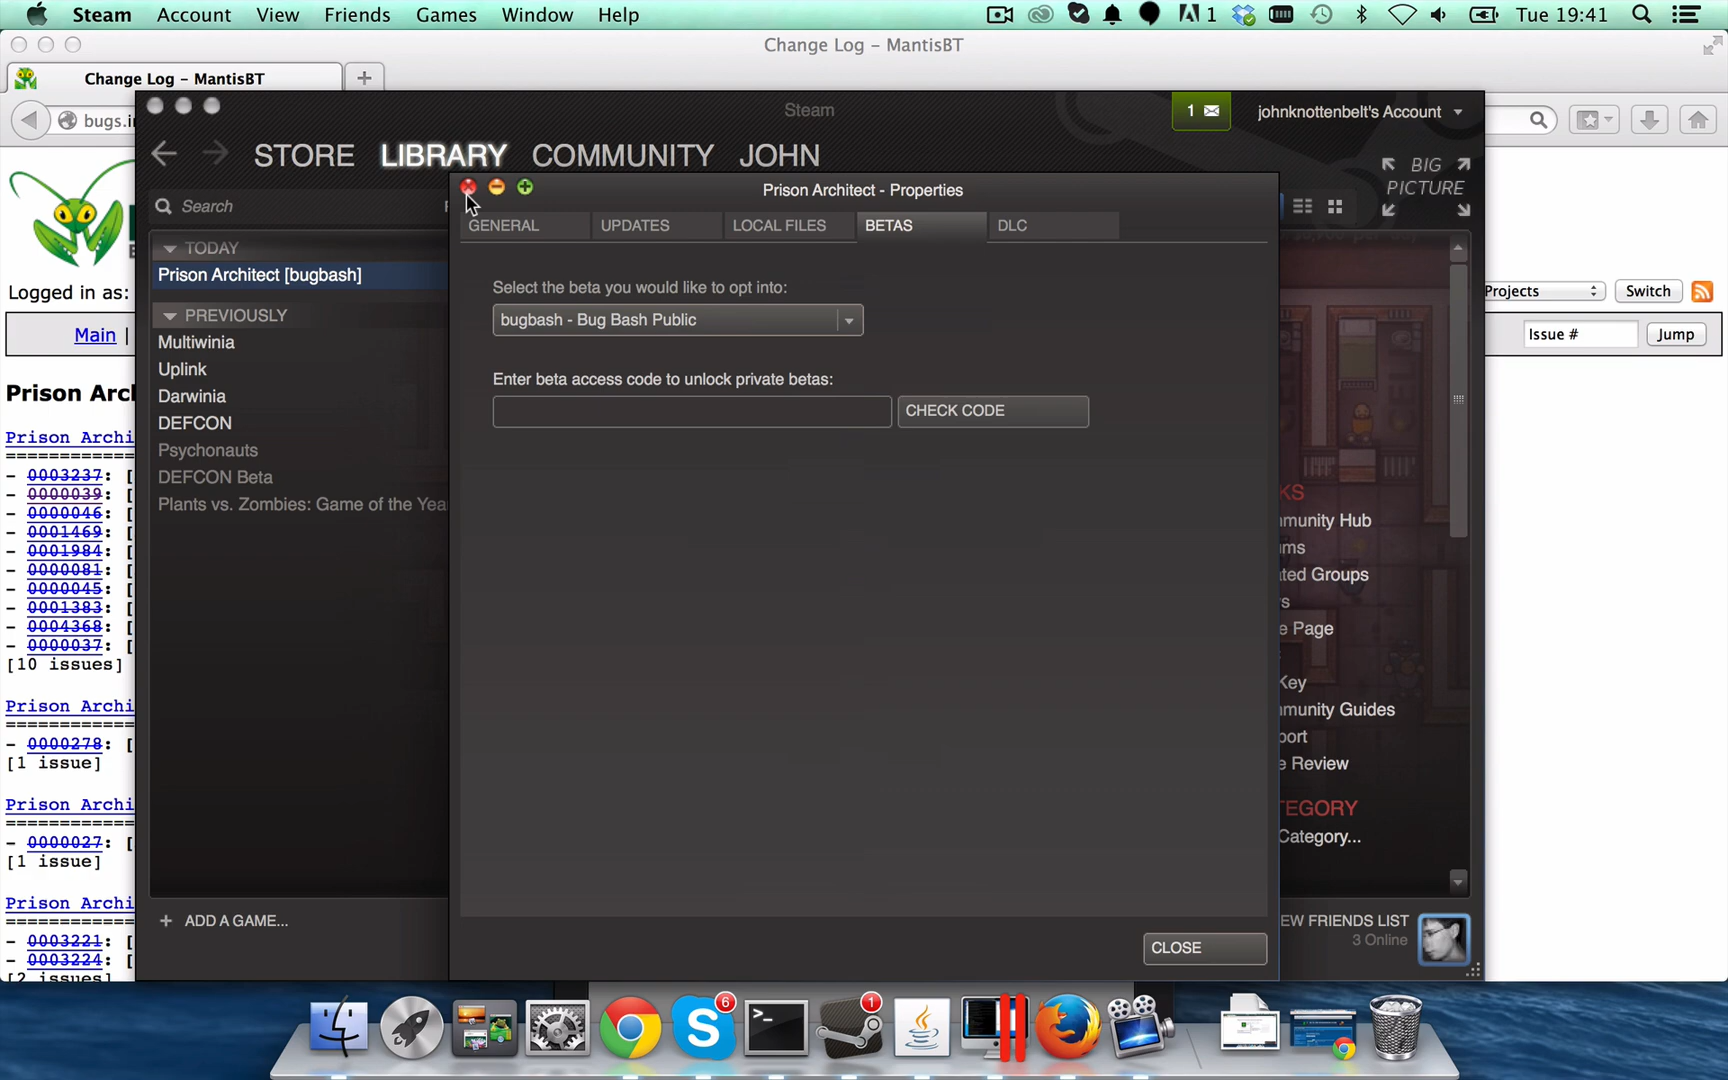 Steam Account View Friends Games Window Help 1 Tue 19:41
Change Log – MantisBT
Change Log – MantisBT
bugs.i
Steam
1 johnknottenbelt's Account
STORE LIBRARY COMMUNITY JOHN
BIG PICTURE
Search
Prison Architect - Properties
GENERAL UPDATES LOCAL FILES BETAS DLC
TODAY
Prison Architect [bugbash]
PREVIOUSLY
Multiwinia
Uplink
Darwinia
DEFCON
Psychonauts
DEFCON Beta
Plants vs. Zombies: Game of the Yea
Select the beta you would like to opt into:
bugbash - Bug Bash Public
Enter beta access code to unlock private betas:
CHECK CODE
CLOSE
ADD A GAME...
Logged in as:
Main |
Projects Switch
Issue # Jump
Prison Arc
Prison Archi
============
- 0003237: [
- 0000039: [
- 0000046: [
- 0001469: [
- 0001984: [
- 0000081: [
- 0000045: [
- 0001383: [
- 0004368: [
- 0000037: [
[10 issues]
Prison Archi
============
- 0000278: [
[1 issue]
Prison Archi
============
- 0000027: [
[1 issue]
Prison Archi
============
- 0003221: [
- 0003224: [
[2 issues]
KS
mmunity Hub
ms
ated Groups
s
e Page
Key
mmunity Guides
port
e Review
TEGORY
Category...
EW FRIENDS LIST
3 Online
6
1